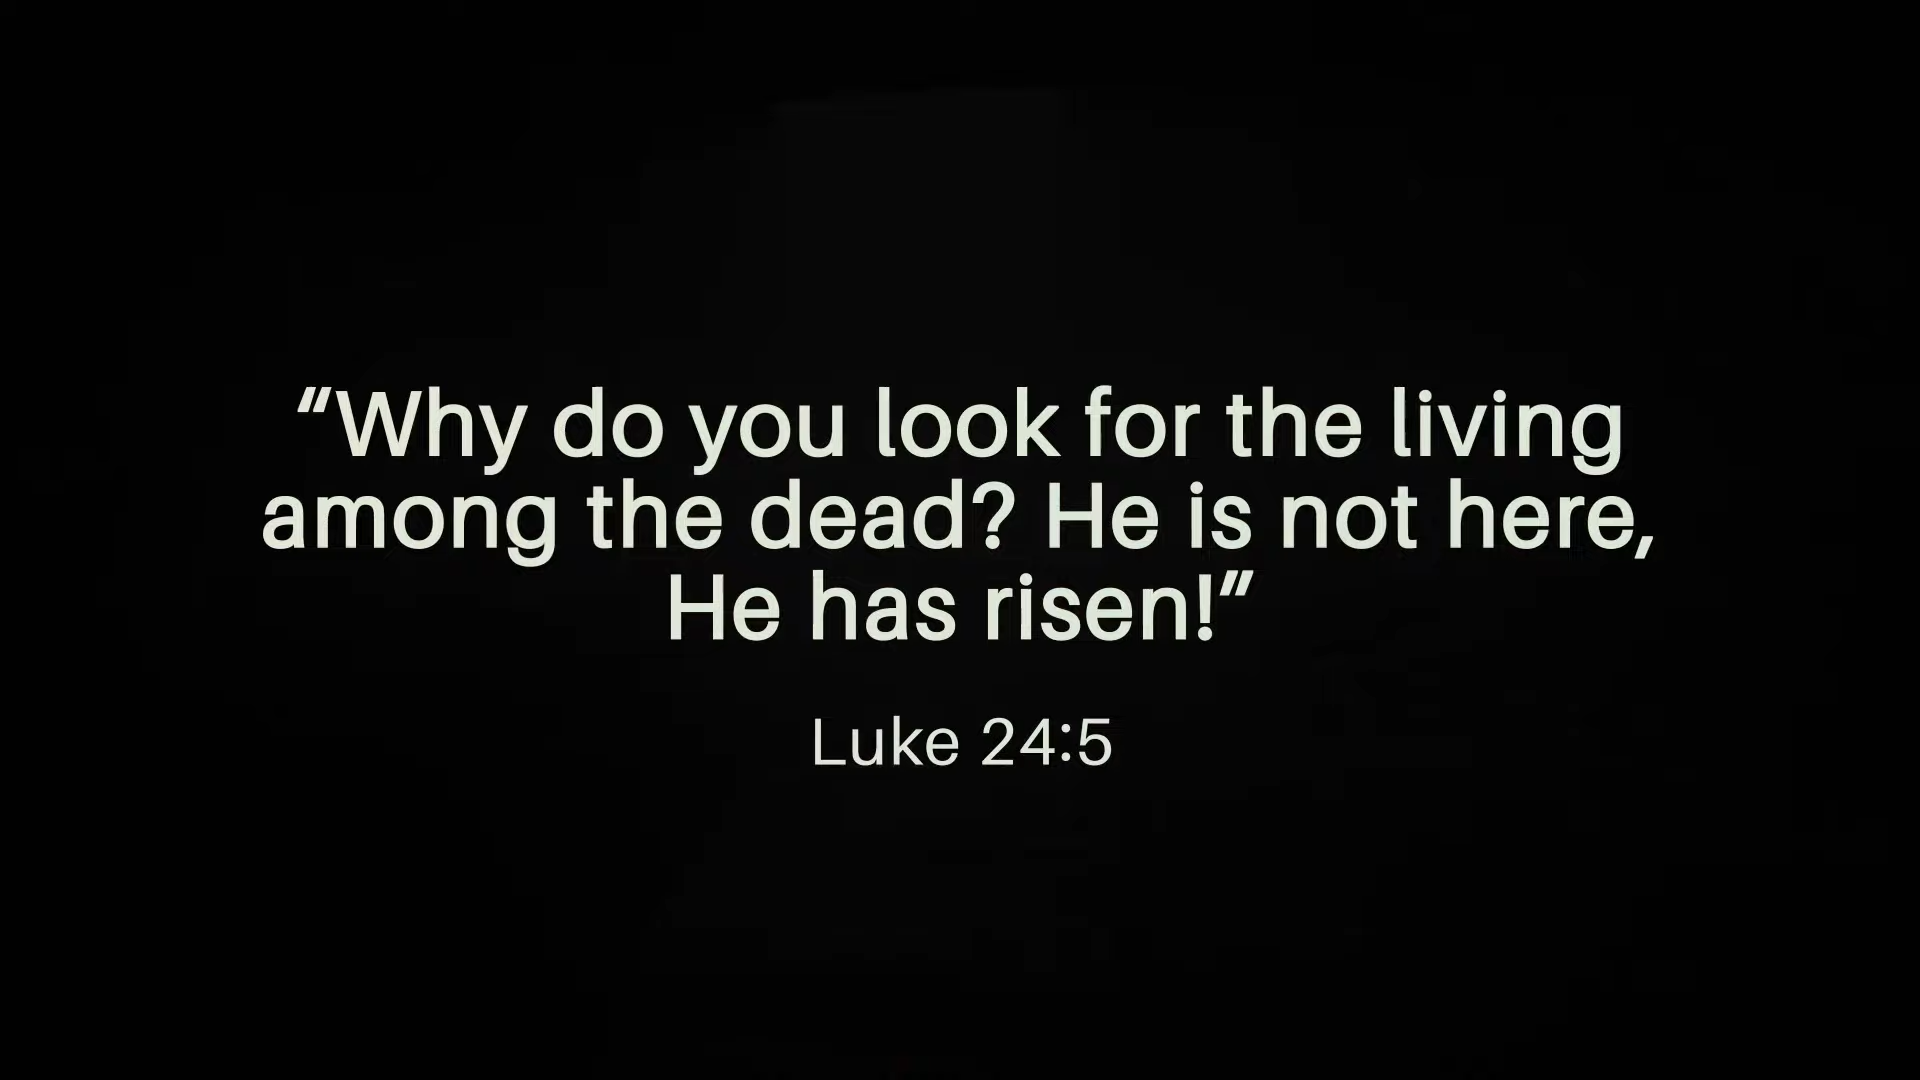 “Why do you look for the living
among the dead? He is not here,
He has risen!”
Luke 24:5